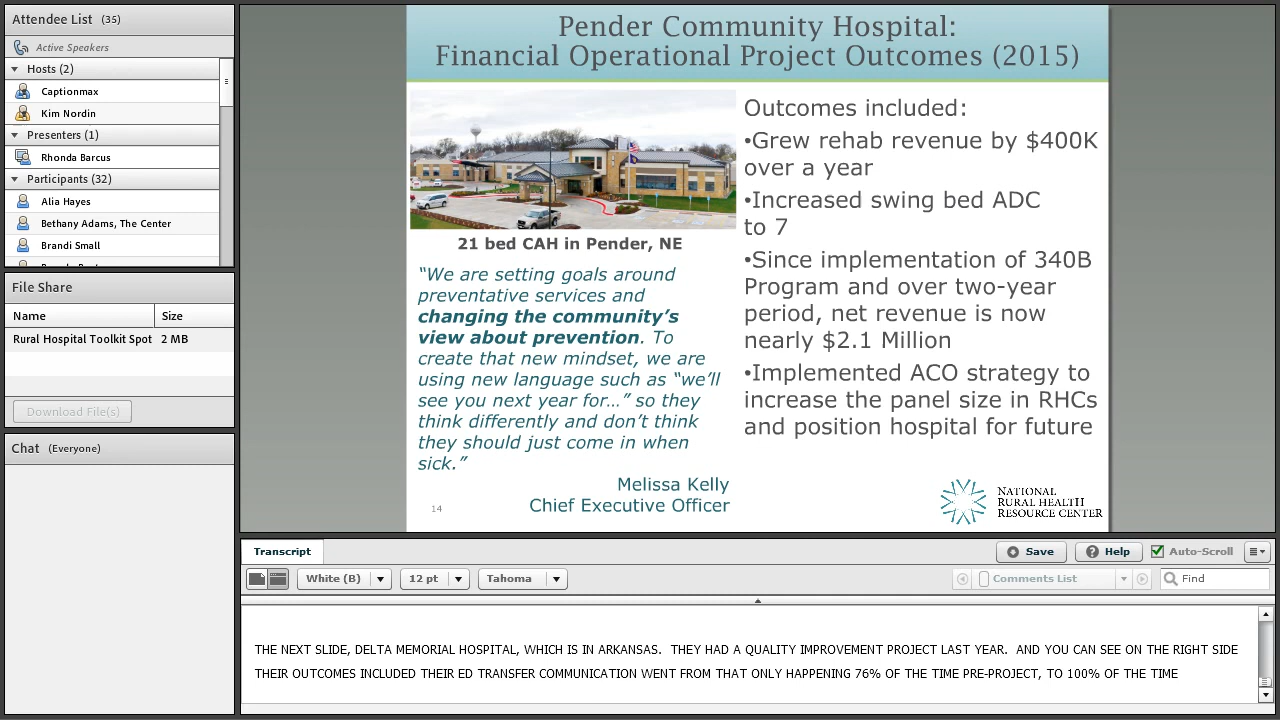 Attendee List (35)
Active Speakers
Hosts (2)
Captionmax
Kim Nordin
Presenters (1)
Rhonda Barcus
Participants (32)
Alia Hayes
Bethany Adams, The Center
Brandi Small
File Share
Name Size
Rural Hospital Toolkit Spot 2 MB
Download File(s)
Chat (Everyone)
Pender Community Hospital:
Financial Operational Project Outcomes (2015)
21 bed CAH in Pender, NE
“We are setting goals around
preventative services and
changing the community’s
view about prevention. To
create that new mindset, we are
using new language such as “we’ll
see you next year for…” so they
think differently and don’t think
they should just come in when
sick.”
Melissa Kelly
Chief Executive Officer
14
Outcomes included:
•Grew rehab revenue by $400K
over a year
•Increased swing bed ADC
to 7
•Since implementation of 340B
Program and over two-year
period, net revenue is now
nearly $2.1 Million
•Implemented ACO strategy to
increase the panel size in RHCs
and position hospital for future
NATIONAL
RURAL HEALTH
RESOURCE CENTER
Transcript
Save
Help
Auto-Scroll
White (B)
12 pt
Tahoma
Comments List
Find
THE NEXT SLIDE, DELTA MEMORIAL HOSPITAL, WHICH IS IN ARKANSAS. THEY HAD A QUALITY IMPROVEMENT PROJECT LAST YEAR. AND YOU CAN SEE ON THE RIGHT SIDE
THEIR OUTCOMES INCLUDED THEIR ED TRANSFER COMMUNICATION WENT FROM THAT ONLY HAPPENING 76% OF THE TIME PRE-PROJECT, TO 100% OF THE TIME